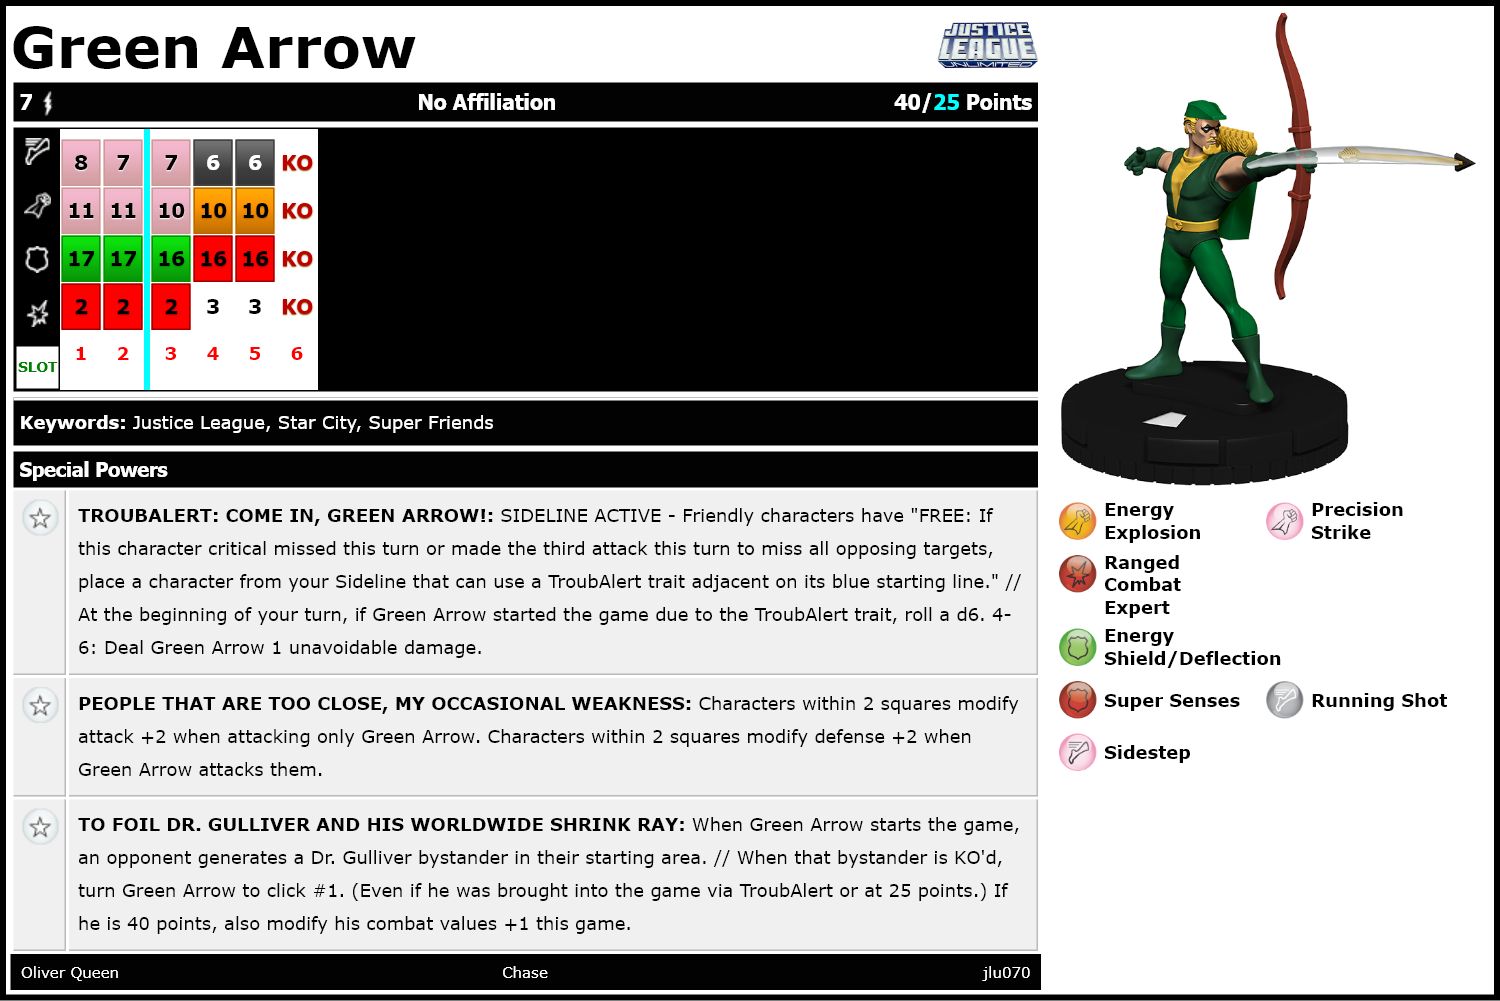 Green Arrow
JUSTICE
LEAGUE
UNLIMITED
7 No Affiliation 40/25 Points
8 7 7 6 6 KO
11 11 10 10 10 KO
17 17 16 16 16 KO
2 2 2 3 3 KO
SLOT 1 2 3 4 5 6
Keywords: Justice League, Star City, Super Friends
Special Powers
TROUBALERT: COME IN, GREEN ARROW!: SIDELINE ACTIVE - Friendly characters have "FREE: If
this character critical missed this turn or made the third attack this turn to miss all opposing targets,
place a character from your Sideline that can use a TroubAlert trait adjacent on its blue starting line." //
At the beginning of your turn, if Green Arrow started the game due to the TroubAlert trait, roll a d6. 4-
6: Deal Green Arrow 1 unavoidable damage.
PEOPLE THAT ARE TOO CLOSE, MY OCCASIONAL WEAKNESS: Characters within 2 squares modify
attack +2 when attacking only Green Arrow. Characters within 2 squares modify defense +2 when
Green Arrow attacks them.
TO FOIL DR. GULLIVER AND HIS WORLDWIDE SHRINK RAY: When Green Arrow starts the game,
an opponent generates a Dr. Gulliver bystander in their starting area. // When that bystander is KO'd,
turn Green Arrow to click #1. (Even if he was brought into the game via TroubAlert or at 25 points.) If
he is 40 points, also modify his combat values +1 this game.
Oliver Queen Chase jlu070
Energy
Explosion
Precision
Strike
Ranged
Combat
Expert
Energy
Shield/Deflection
Super Senses
Running Shot
Sidestep